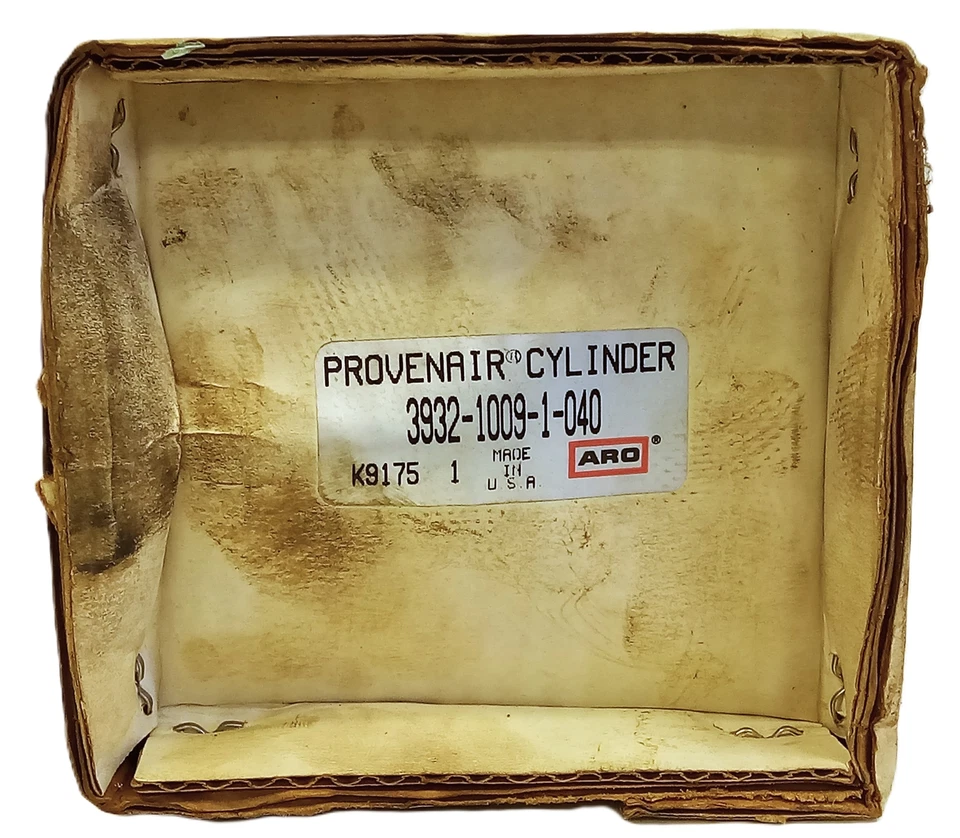 PROVENAIR® CYLINDER
3932-1009-1-040
K9175 1 MADE IN U.S.A.
ARO®